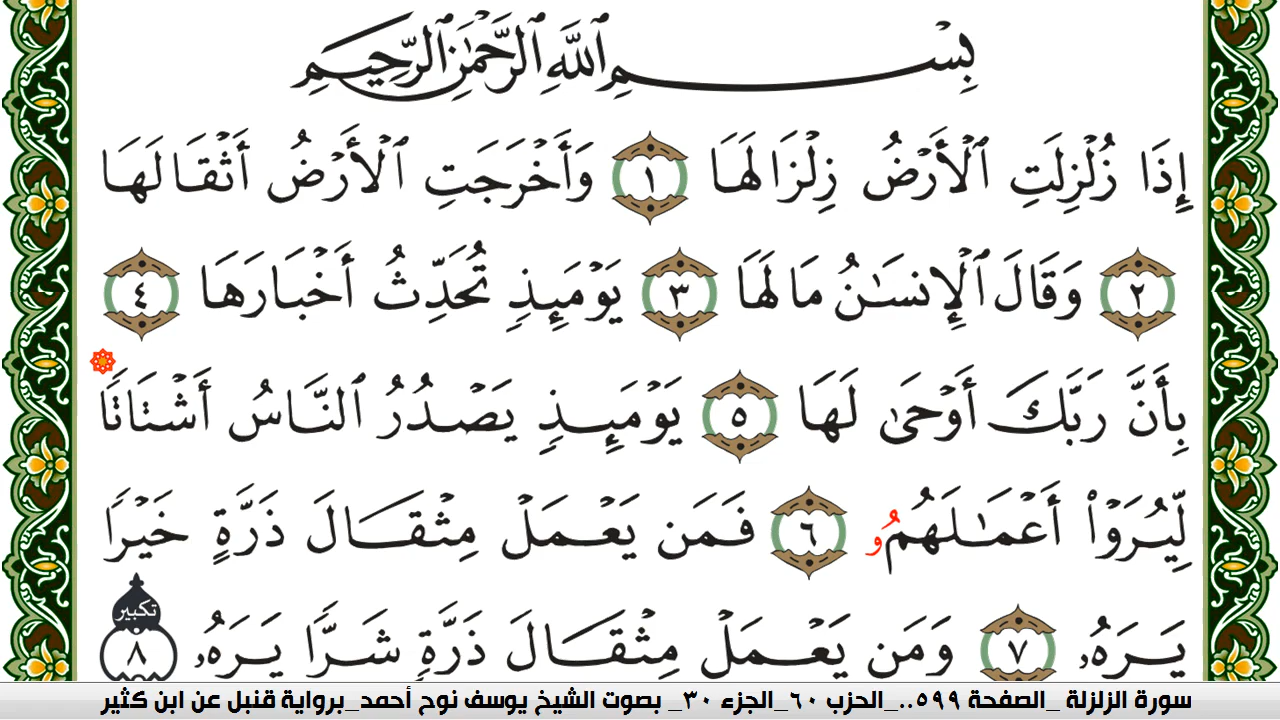 بِسْمِ ٱللَّهِ ٱلرَّحْمَٰنِ ٱلرَّحِيمِ
إِذَا زُلْزِلَتِ ٱلْأَرْضُ زِلْزَالَهَا ١ وَأَخْرَجَتِ ٱلْأَرْضُ أَثْقَالَهَا
٢ وَقَالَ ٱلْإِنسَٰنُ مَا لَهَا ٣ يَوْمَئِذٍ تُحَدِّثُ أَخْبَارَهَا ٤
بِأَنَّ رَبَّكَ أَوْحَىٰ لَهَا ٥ يَوْمَئِذٍ يَصْدُرُ ٱلنَّاسُ أَشْتَاتًا
لِّيُرَوْا۟ أَعْمَٰلَهُمُۥ ٦ فَمَن يَعْمَلْ مِثْقَالَ ذَرَّةٍ خَيْرًا
يَرَهُۥ ٧ وَمَن يَعْمَلْ مِثْقَالَ ذَرَّةٍ شَرًّا يَرَهُۥ ٨ تكبير
سورة الزلزلة _الصفحة ٥٩٩.._الحزب ٦٠_الجزء ٣٠_ بصوت الشيخ يوسف نوح أحمد_برواية قنبل عن ابن كثير